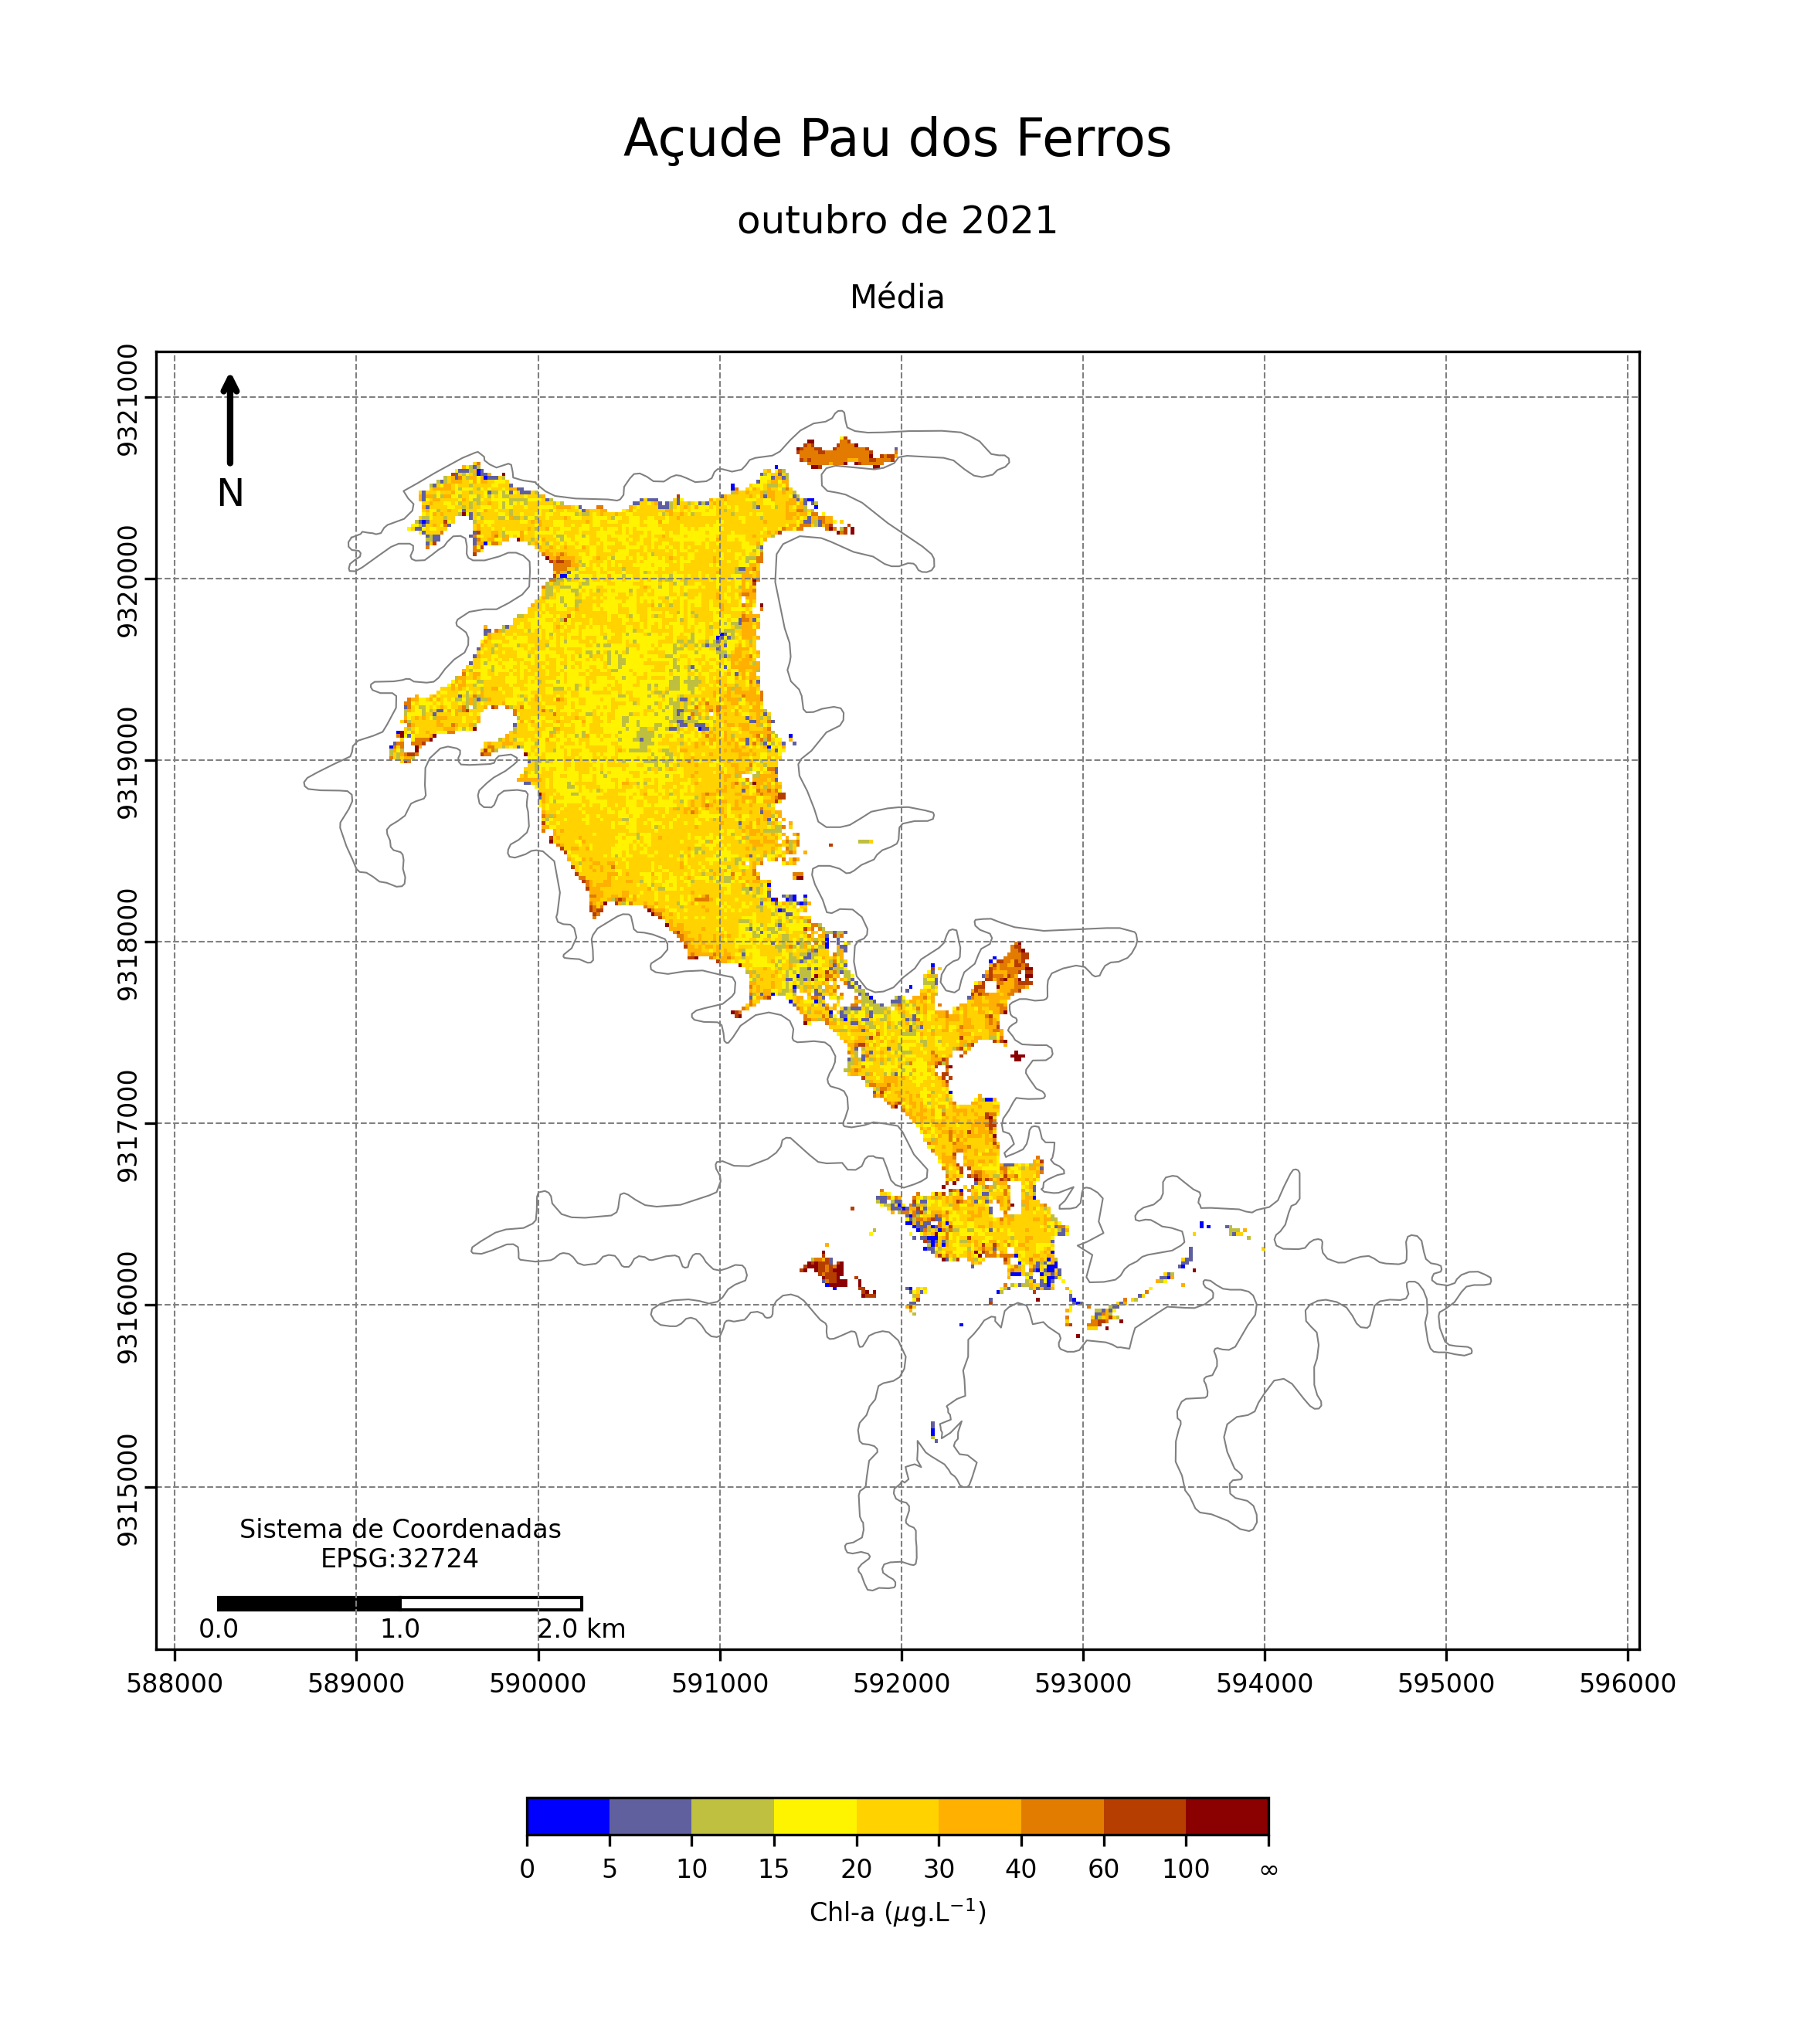 Açude Pau dos Ferros
outubro de 2021
Média
9321000
9320000
9319000
9318000
9317000
9316000
9315000
N
Sistema de Coordenadas
EPSG:32724
0.0 1.0 2.0 km
588000 589000 590000 591000 592000 593000 594000 595000 596000
0 5 10 15 20 30 40 60 100 ∞
Chl-a (μg.L⁻¹)